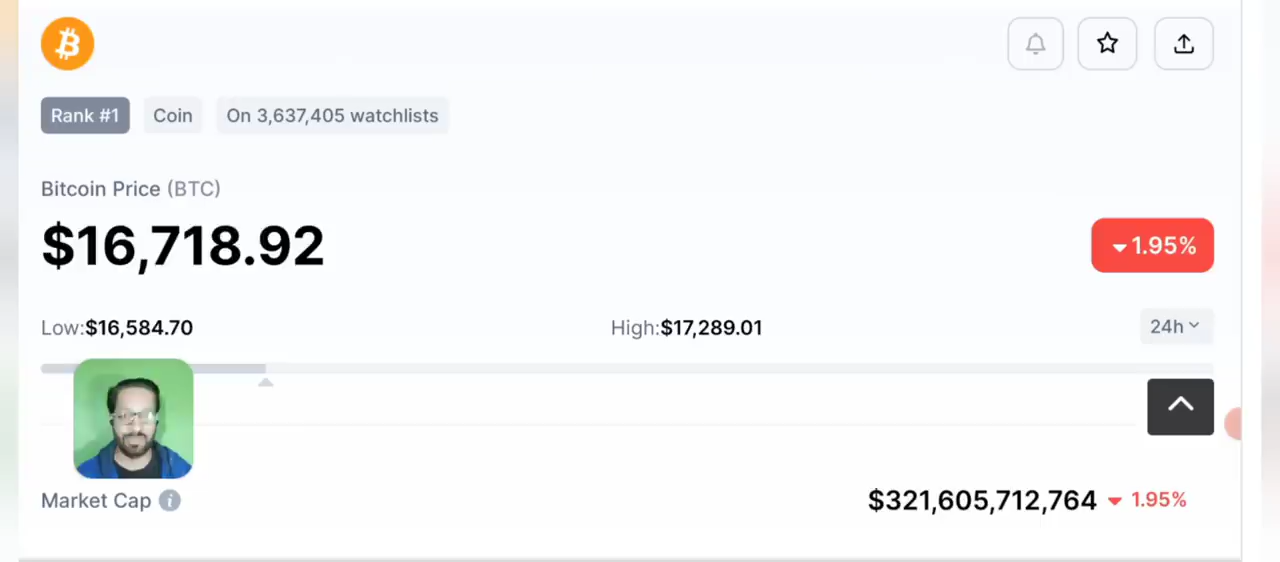 Rank #1 Coin On 3,637,405 watchlists
Bitcoin Price (BTC)
$16,718.92 1.95%
Low:$16,584.70 High:$17,289.01 24h
Market Cap $321,605,712,764 1.95%